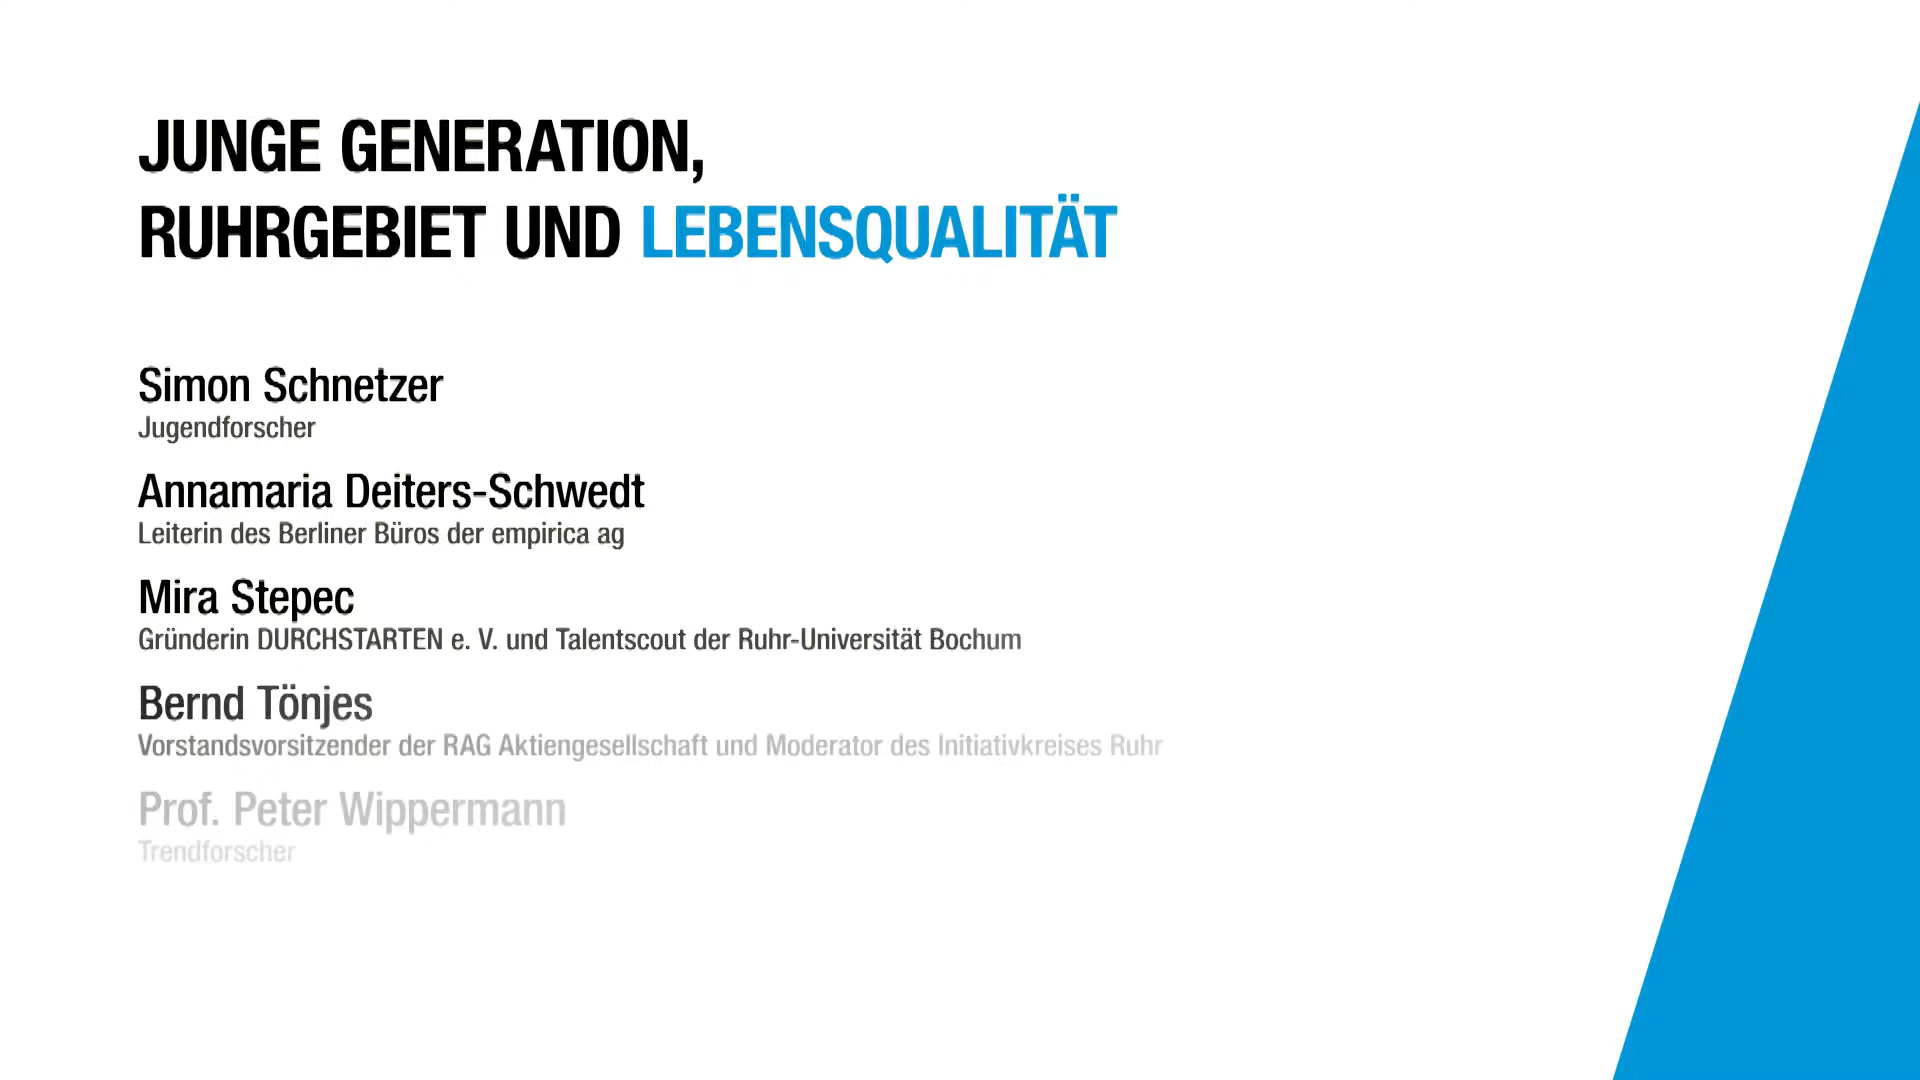 JUNGE GENERATION,
RUHRGEBIET UND LEBENSQUALITÄT
Simon Schnetzer
Jugendforscher
Annamaria Deiters-Schwedt
Leiterin des Berliner Büros der empirica ag
Mira Stepec
Gründerin DURCHSTARTEN e. V. und Talentscout der Ruhr-Universität Bochum
Bernd Tönjes
Vorstandsvorsitzender der RAG Aktiengesellschaft und Moderator des Initiativkreises Ruhr
Prof. Peter Wippermann
Trendforscher